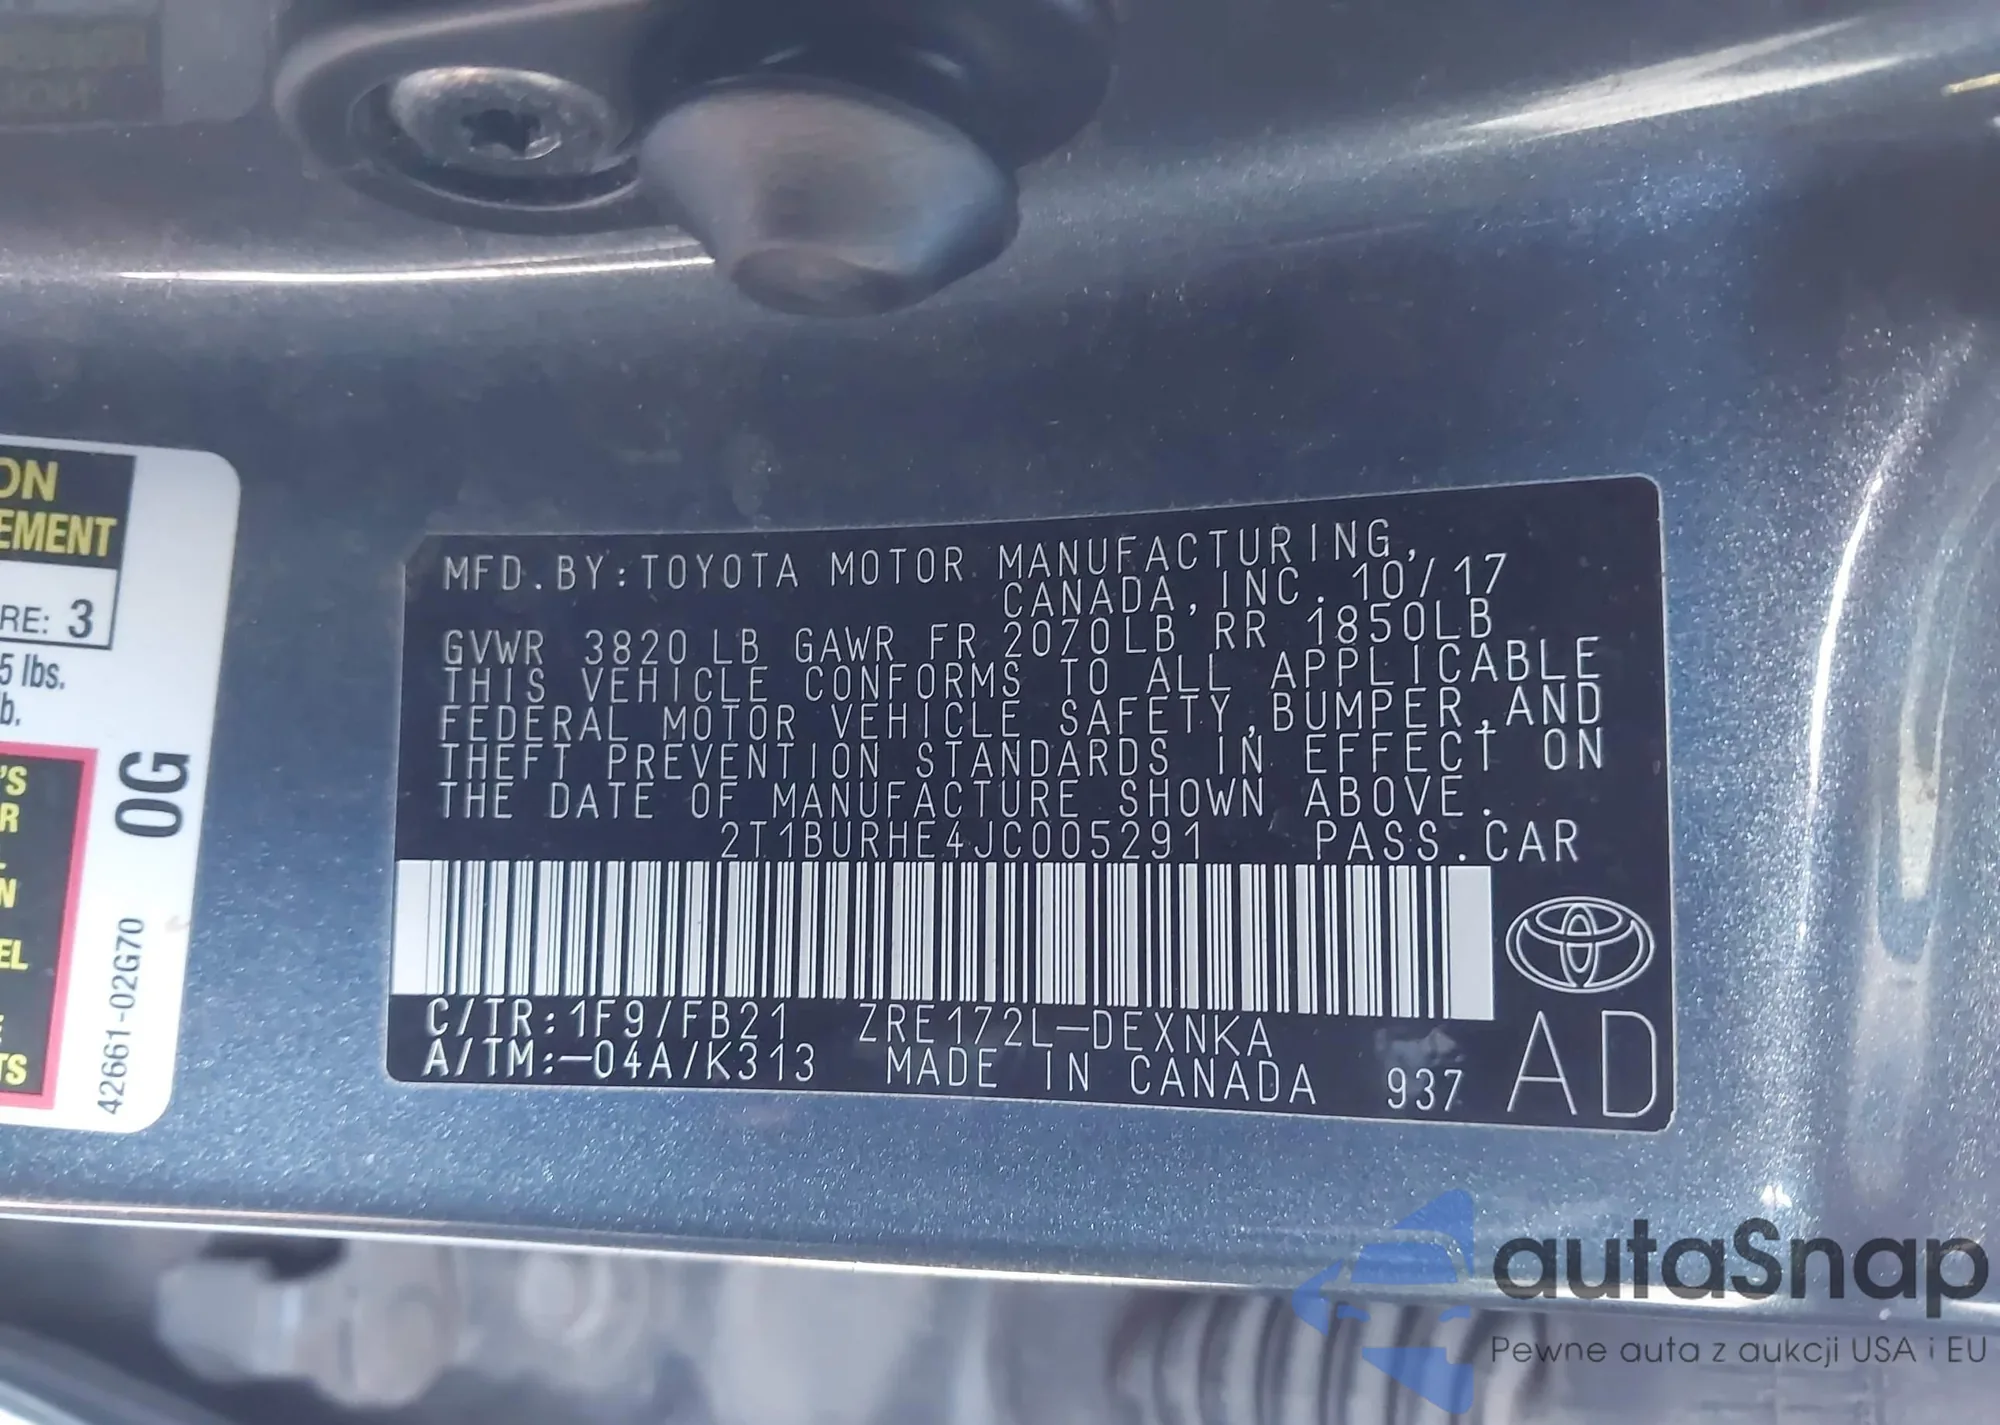 MFD.BY:TOYOTA MOTOR MANUFACTURING,
CANADA,INC. 10/17
GVWR 3820 LB GAWR FR 2070LB RR 1850LB
THIS VEHICLE CONFORMS TO ALL APPLICABLE
FEDERAL MOTOR VEHICLE SAFETY,BUMPER,AND
THEFT PREVENTION STANDARDS IN EFFECT ON
THE DATE OF MANUFACTURE SHOWN ABOVE.
2T1BURHE4JC005291 PASS.CAR
C/TR:1F9/FB21 ZRE172L-DEXNKA
A/TM:-04A/K313 MADE IN CANADA 937 AD
ON
EMENT
RE: 3
5 lbs.
b.
'S
R
N
EL
TS
0G
42661-02G70
autaSnap
Pewne auta z aukcji USA i EU